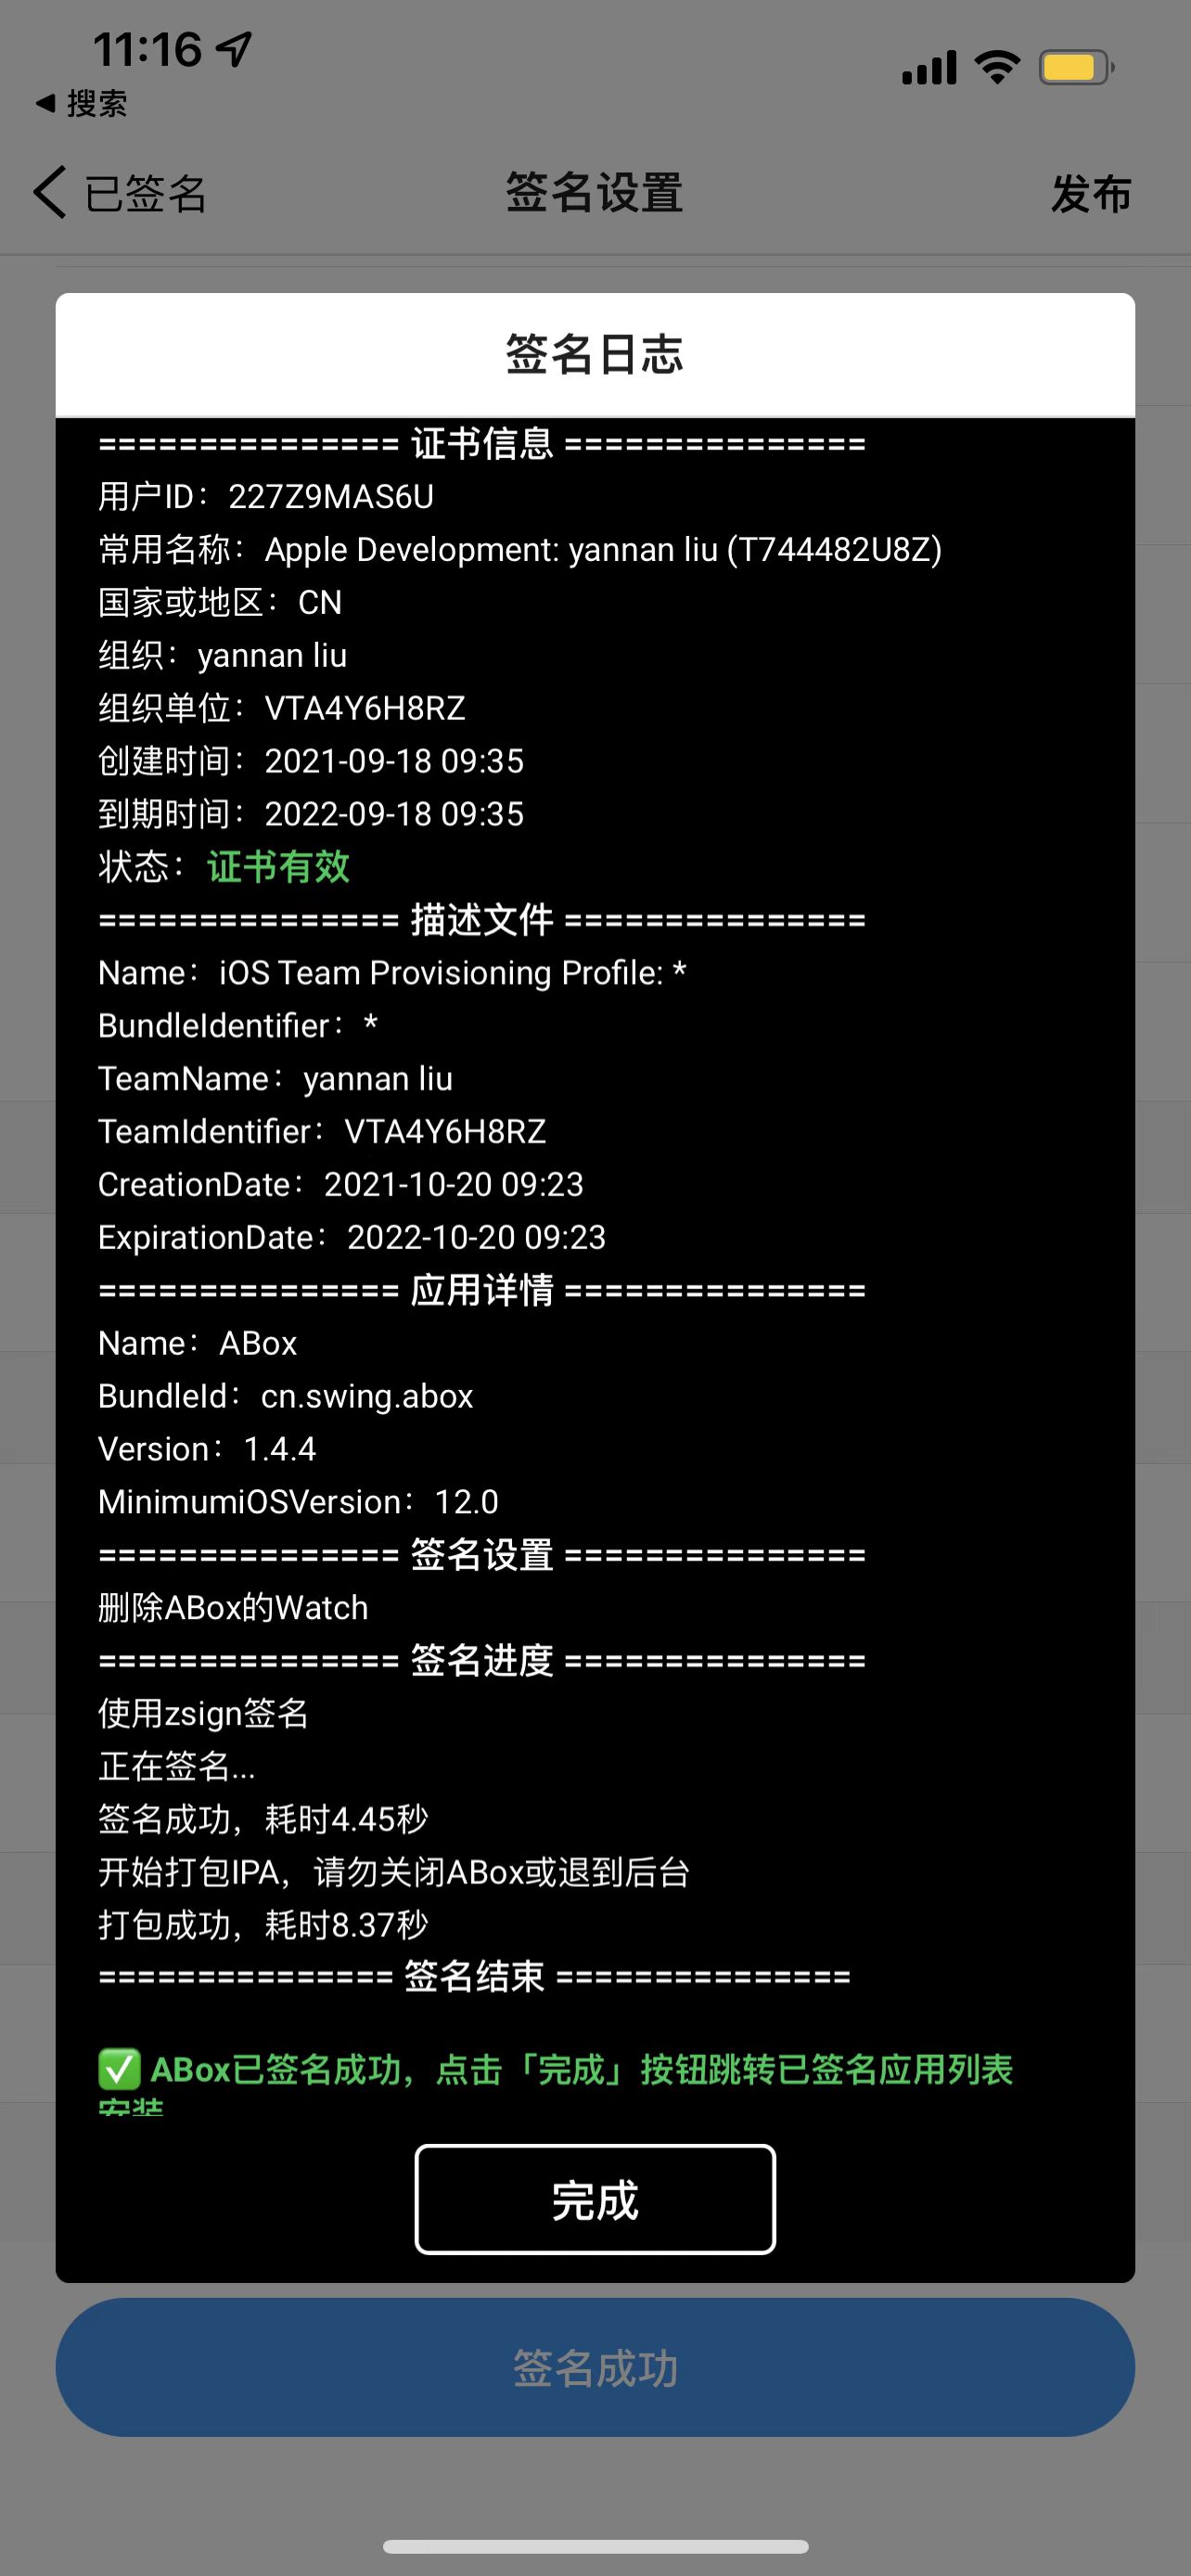 11:16
搜索
已签名
签名设置
发布
签名日志
=============== 证书信息 ===============
用户ID：227Z9MAS6U
常用名称：Apple Development: yannan liu (T744482U8Z)
国家或地区：CN
组织：yannan liu
组织单位：VTA4Y6H8RZ
创建时间：2021-09-18 09:35
到期时间：2022-09-18 09:35
状态：证书有效
=============== 描述文件 ===============
Name：iOS Team Provisioning Profile: *
BundleIdentifier：*
TeamName：yannan liu
TeamIdentifier：VTA4Y6H8RZ
CreationDate：2021-10-20 09:23
ExpirationDate：2022-10-20 09:23
=============== 应用详情 ===============
Name：ABox
BundleId：cn.swing.abox
Version：1.4.4
MinimumiOSVersion：12.0
=============== 签名设置 ===============
删除ABox的Watch
=============== 签名进度 ===============
使用zsign签名
正在签名...
签名成功，耗时4.45秒
开始打包IPA，请勿关闭ABox或退到后台
打包成功，耗时8.37秒
=============== 签名结束 ===============
✅ ABox已签名成功，点击「完成」按钮跳转已签名应用列表
安装
完成
签名成功